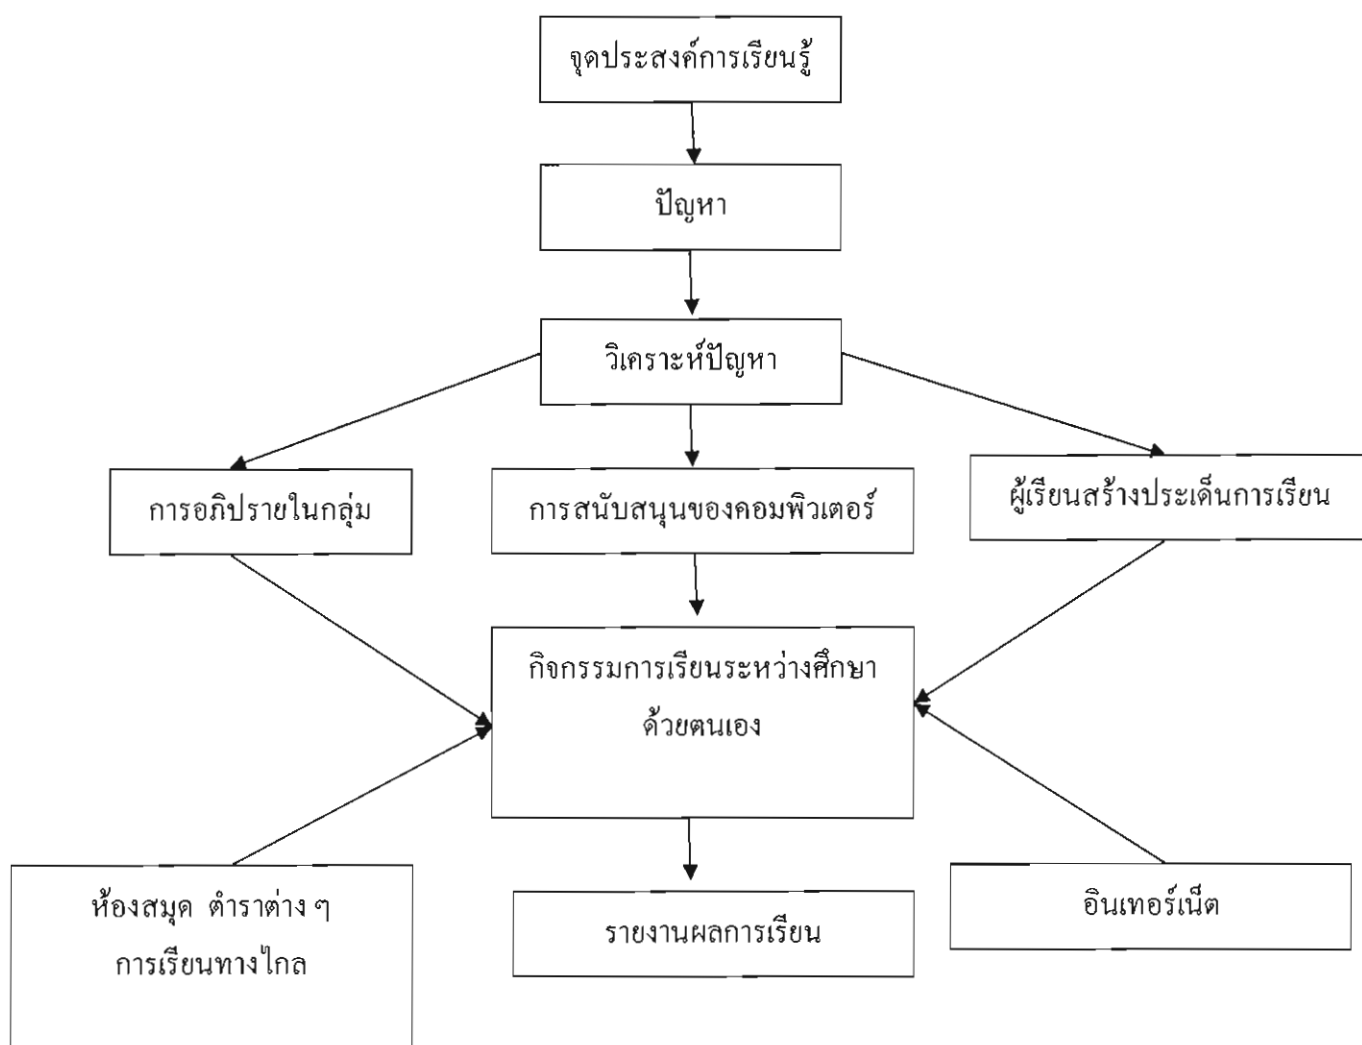 จุดประสงค์การเรียนรู้
ปัญหา
วิเคราะห์ปัญหา
การอภิปรายในกลุ่ม
การสนับสนุนของคอมพิวเตอร์
ผู้เรียนสร้างประเด็นการเรียน
กิจกรรมการเรียนระหว่างศึกษา
ด้วยตนเอง
ห้องสมุด ตำราต่าง ๆ
การเรียนทางไกล
รายงานผลการเรียน
อินเทอร์เน็ต